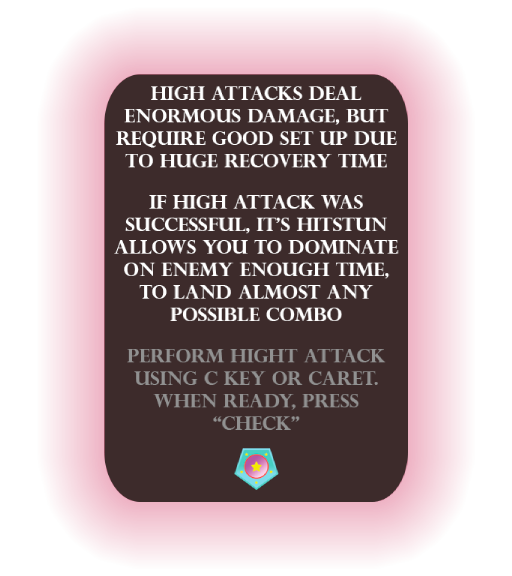 HIGH ATTACKS DEAL
ENORMOUS DAMAGE, BUT
REQUIRE GOOD SET UP DUE
TO HUGE RECOVERY TIME
IF HIGH ATTACK WAS
SUCCESSFUL, IT'S HITSTUN
ALLOWS YOU TO DOMINATE
ON ENEMY ENOUGH TIME,
TO LAND ALMOST ANY
POSSIBLE COMBO
PERFORM HIGHT ATTACK
USING C KEY OR CARET.
WHEN READY, PRESS
“CHECK”